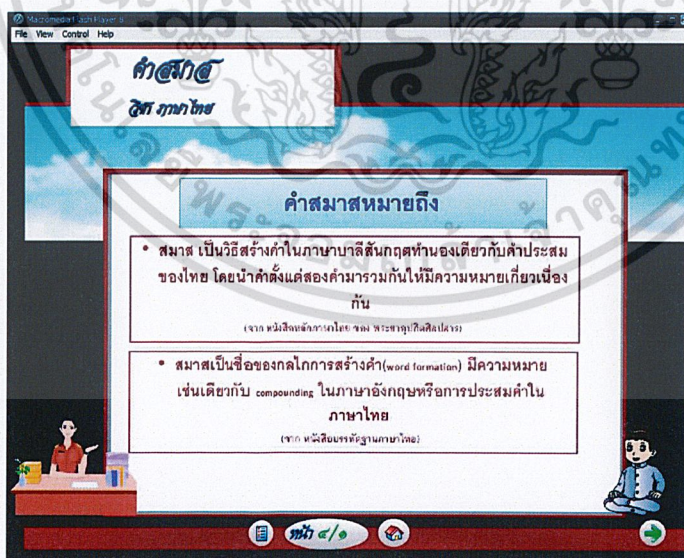 Macromedia Flash Player 6
File View Control Help
คำสมาส
วิชา ภาษาไทย
คำสมาสหมายถึง
• สมาส เป็นวิธีสร้างคำในภาษาบาลีสันกฤตทำนองเดียวกับคำประสม
ของไทย โดยนำคำตั้งแต่สองคำมารวมกันให้มีความหมายเกี่ยวเนื่อง
กัน
(จาก หนังสือหลักภาษาไทย ของ พระยาอุปกิตศิลปสาร)
• สมาสเป็นชื่อของกลไกการสร้างคำ(word formation) มีความหมาย
เช่นเดียวกับ compounding ในภาษาอังกฤษหรือการประสมคำใน
ภาษาไทย
(จาก หนังสือบรรทัดฐานภาษาไทย)
หน้า ๔/๑